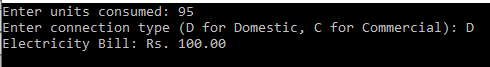 Enter units consumed: 95
Enter connection type (D for Domestic, C for Commercial): D
Electricity Bill: Rs. 100.00